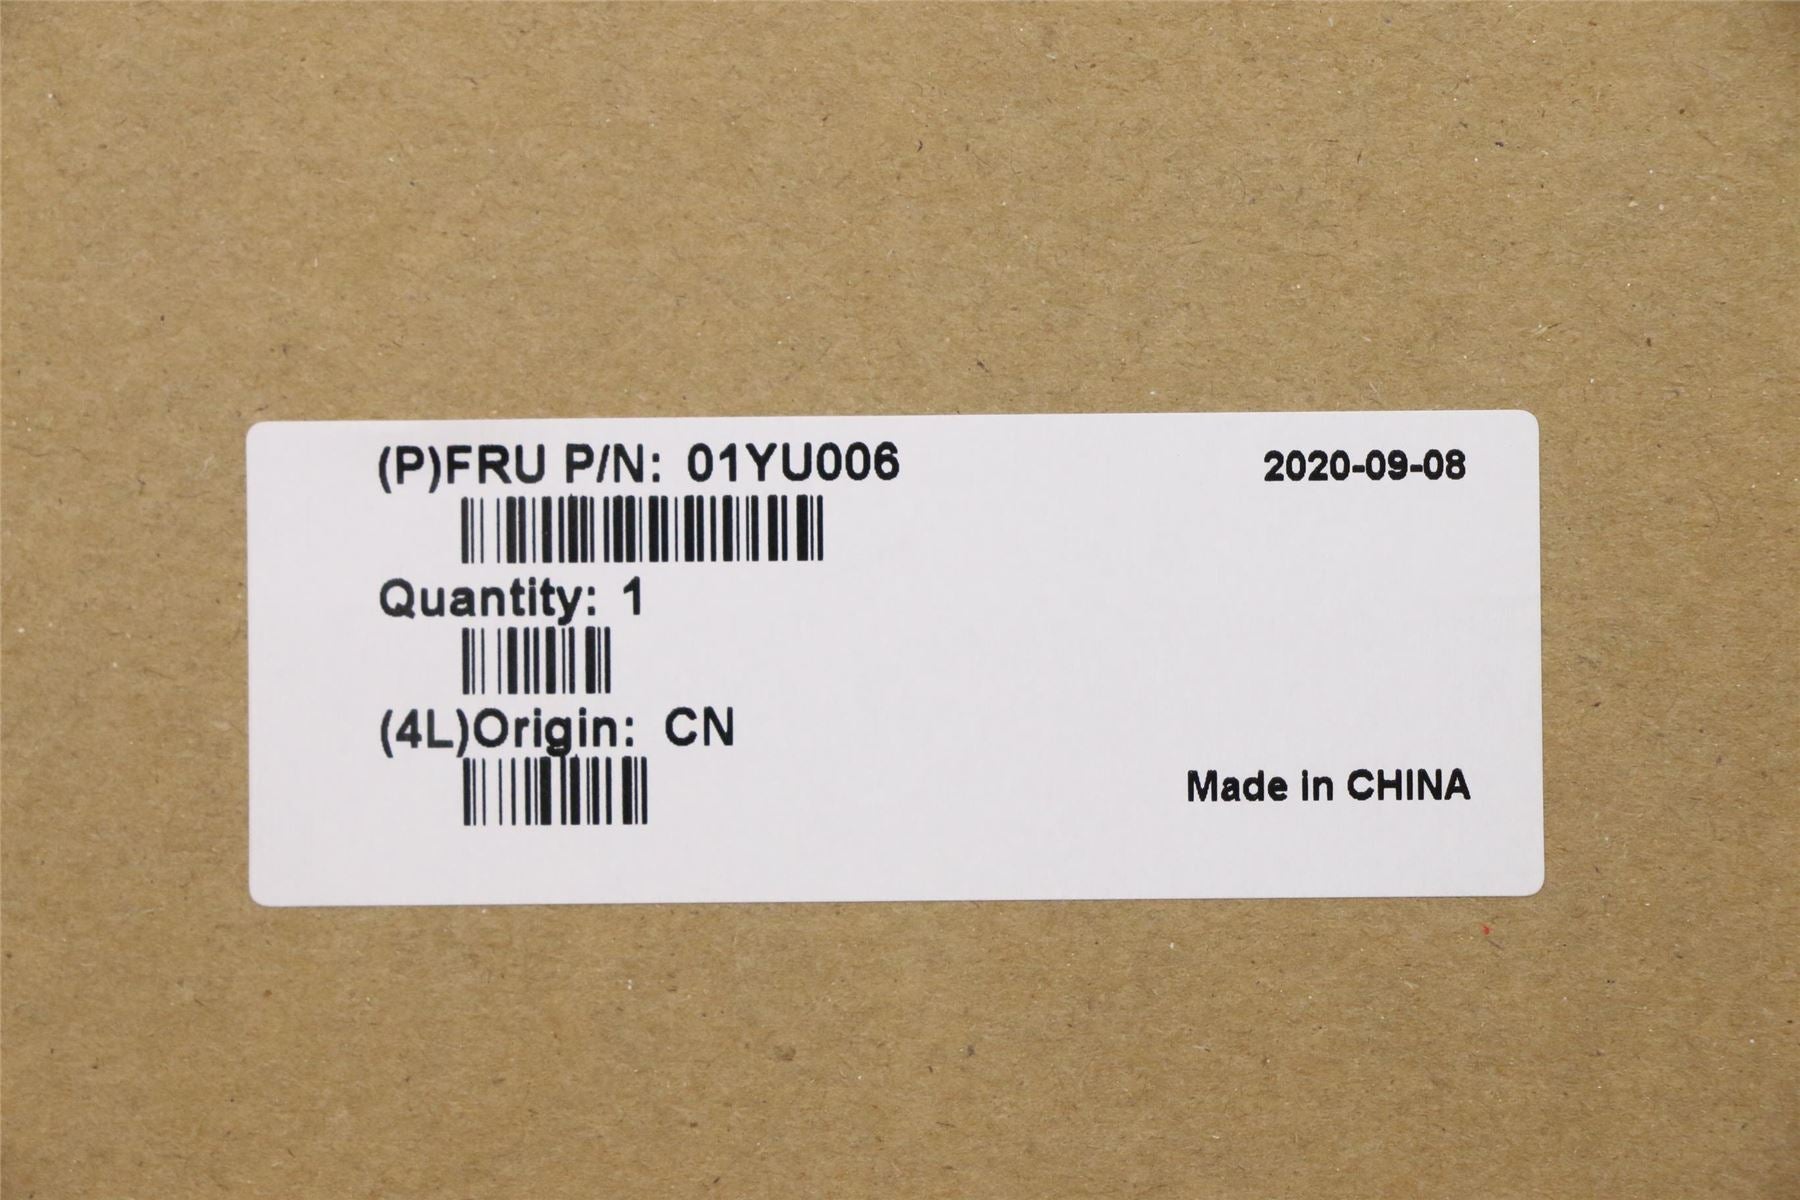 (P)FRU P/N: 01YU006
2020-09-08
Quantity: 1
(4L)Origin: CN
Made in CHINA